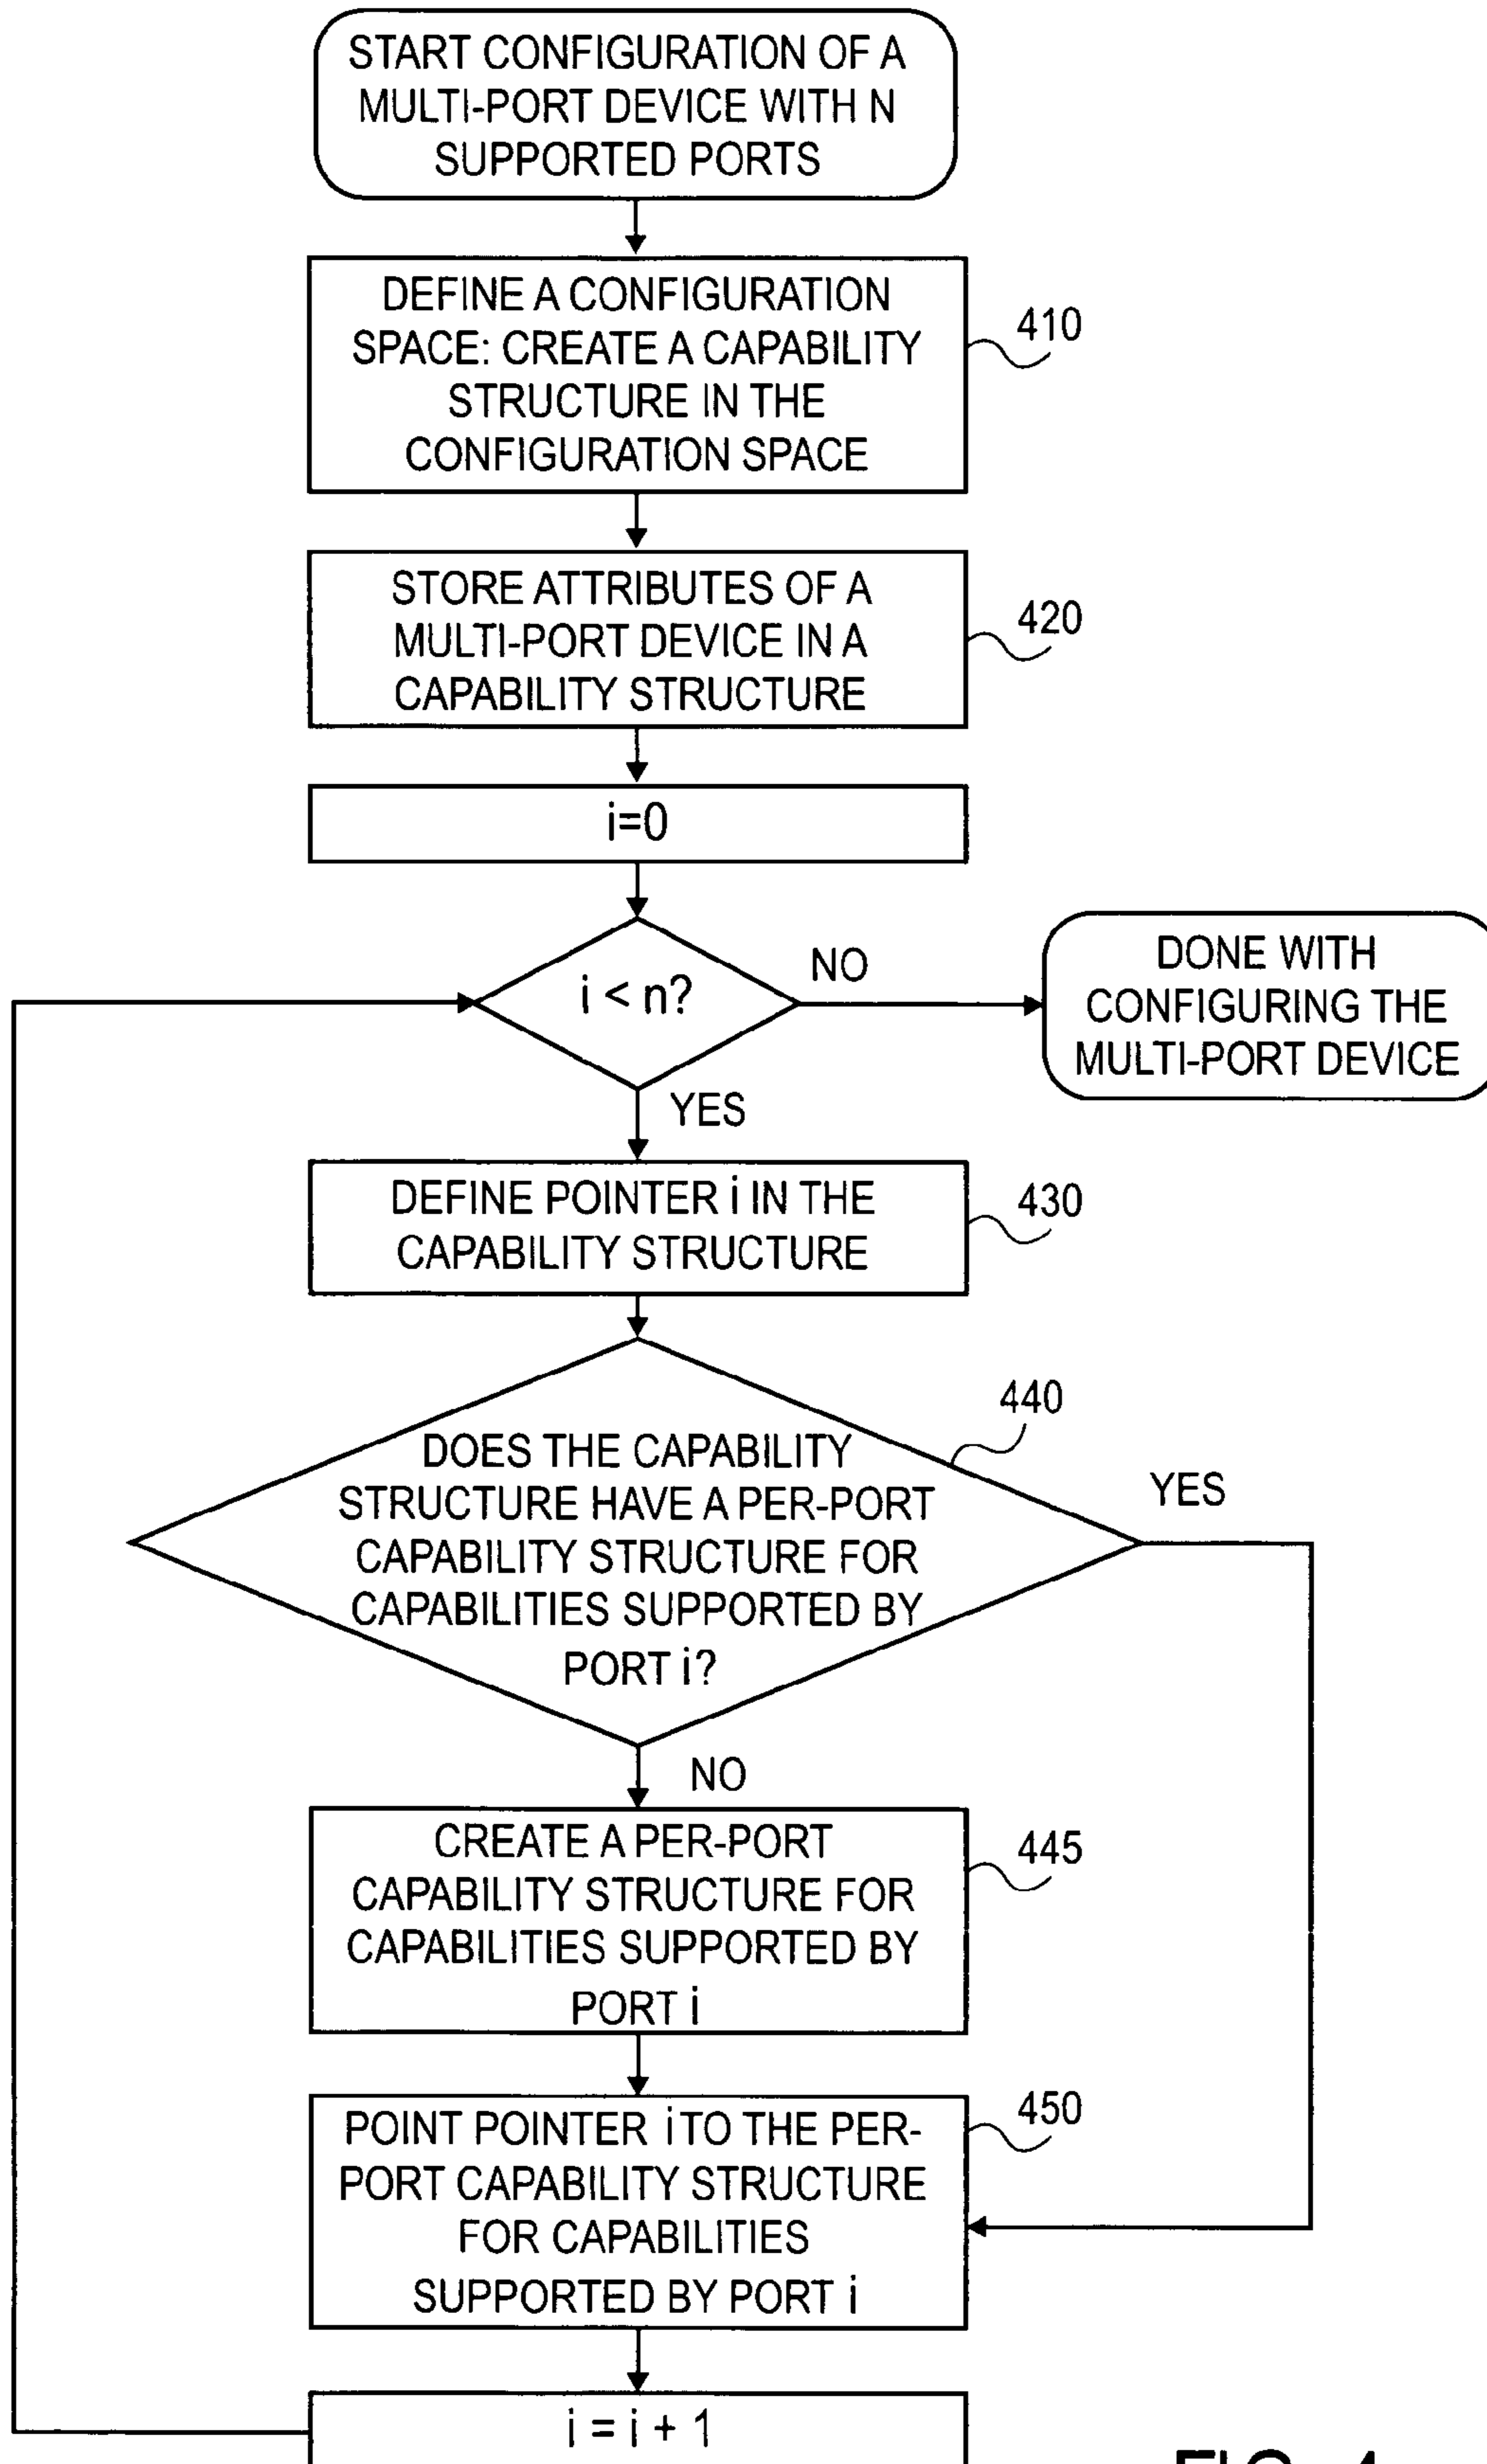 START CONFIGURATION OF A
MULTI-PORT DEVICE WITH N
SUPPORTED PORTS
DEFINE A CONFIGURATION
SPACE: CREATE A CAPABILITY
STRUCTURE IN THE
CONFIGURATION SPACE
410
STORE ATTRIBUTES OF A
MULTI-PORT DEVICE IN A
CAPABILITY STRUCTURE
420
i=0
i < n?
NO
DONE WITH
CONFIGURING THE
MULTI-PORT DEVICE
YES
DEFINE POINTER i IN THE
CAPABILITY STRUCTURE
430
440
DOES THE CAPABILITY
STRUCTURE HAVE A PER-PORT
CAPABILITY STRUCTURE FOR
CAPABILITIES SUPPORTED BY
PORT i?
YES
NO
CREATE A PER-PORT
CAPABILITY STRUCTURE FOR
CAPABILITIES SUPPORTED BY
PORT i
445
POINT POINTER i TO THE PER-
PORT CAPABILITY STRUCTURE
FOR CAPABILITIES
SUPPORTED BY PORT i
450
i = i + 1